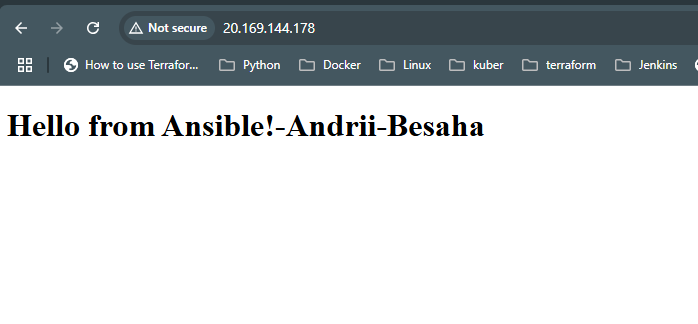 Not secure 20.169.144.178
How to use Terrafor... Python Docker Linux kuber terraform Jenkins
Hello from Ansible!-Andrii-Besaha